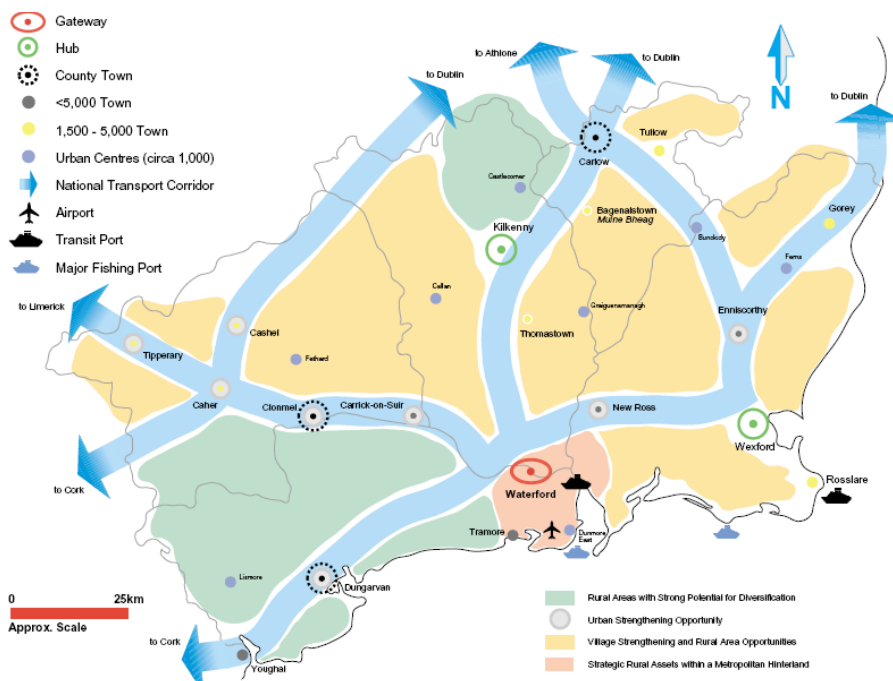 Gateway
Hub
County Town
<5,000 Town
1,500 - 5,000 Town
Urban Centres (circa 1,000)
National Transport Corridor
Airport
Transit Port
Major Fishing Port
to Athlone
to Dublin
to Dublin
N
to Dublin
Tullow
Carlow
Castlecomer
Bagenalstown
Muine Bheag
Kilkenny
Gorey
Bunclody
Ferns
to Limerick
Callan
Graiguenamanagh
Enniscorthy
Cashel
Thomastown
Tipperary
Fethard
Caher
Clonmel
Carrick-on-Suir
New Ross
Wexford
to Cork
Waterford
Rosslare
Tramore
Dunmore
East
Lismore
Dungarvan
0 25km
Approx. Scale
to Cork
Youghal
Rural Areas with Strong Potential for Diversification
Urban Strengthening Opportunity
Village Strengthening and Rural Area Opportunities
Strategic Rural Assets within a Metropolitan Hinterland